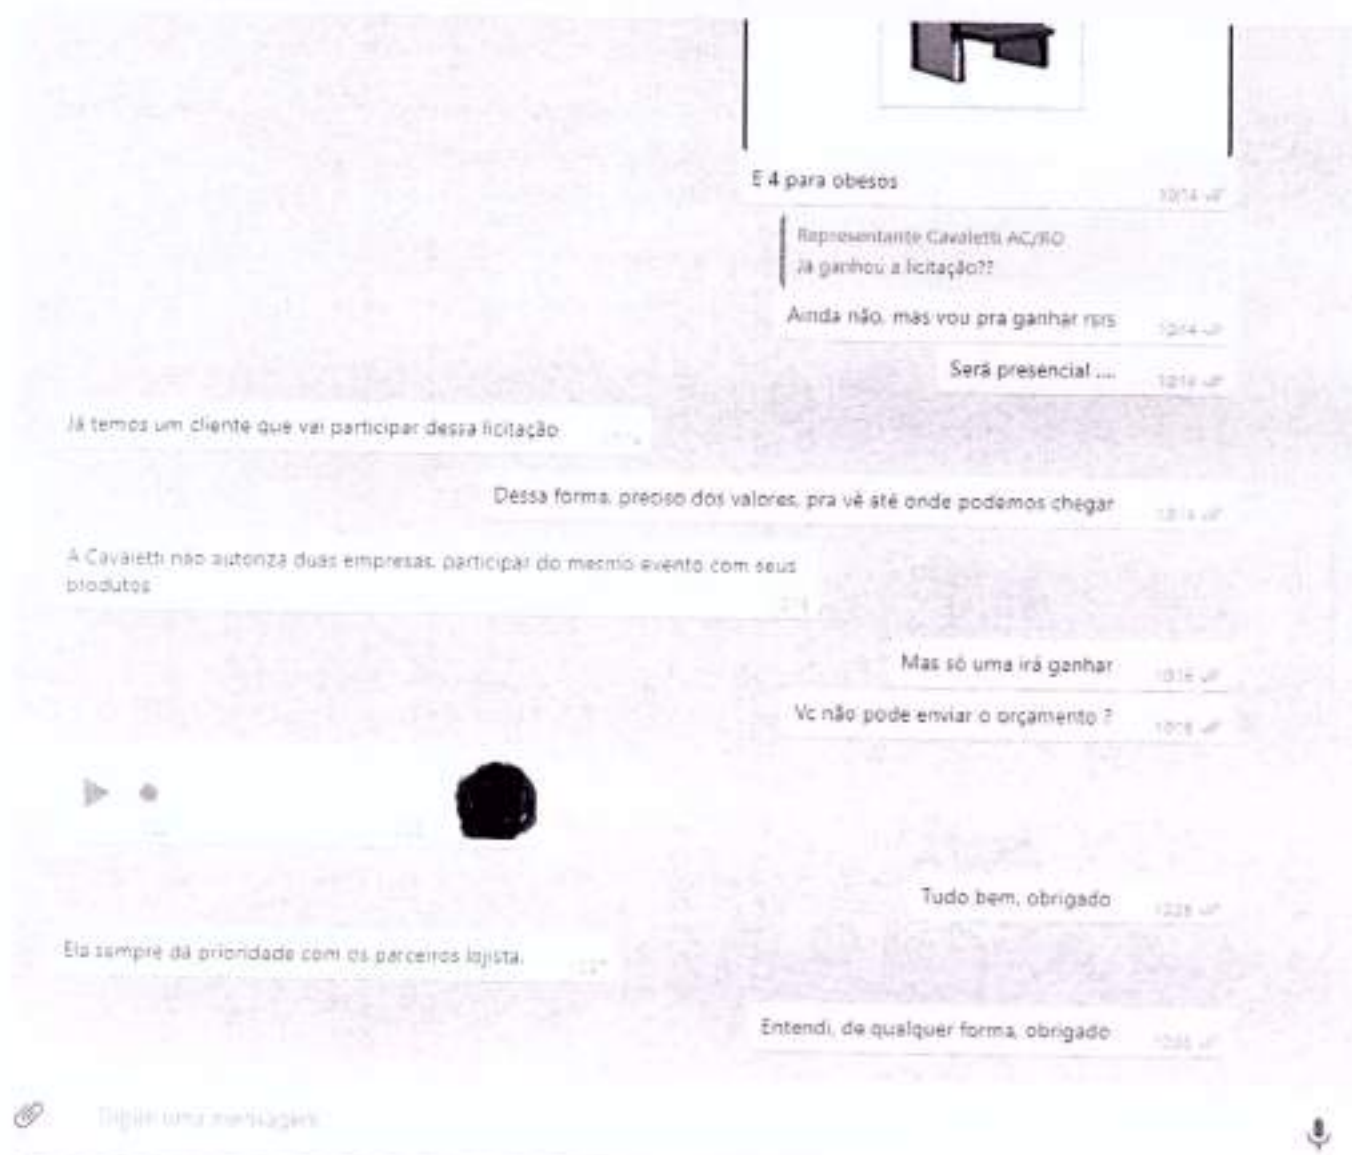 E 4 para obesos
Representante Cavaletti AC/RO
Já ganhou a licitação??
Ainda não, mas vou pra ganhar rsrs
Será presencial ....
Já temos um cliente que vai participar dessa licitação
Dessa forma, preciso dos valores, pra vê até onde podemos chegar
A Cavaletti não autoriza duas empresas, participar do mesmo evento com seus
produtos
Mas só uma irá ganhar
Vc não pode enviar o orçamento ?
Tudo bem, obrigado
Ela sempre dá prioridade com os parceiros lojista.
Entendi, de qualquer forma, obrigado
Digite uma mensagem